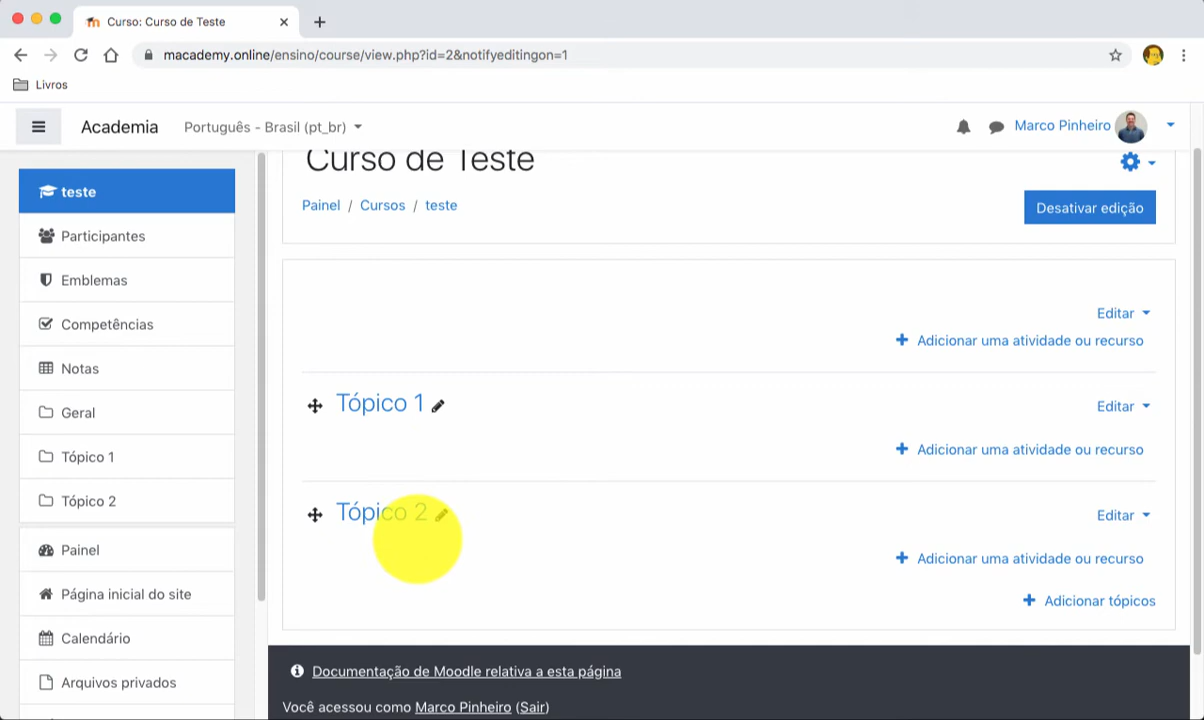 Curso: Curso de Teste
macademy.online/ensino/course/view.php?id=2&notifyeditingon=1
Livros
Academia Português - Brasil (pt_br) Marco Pinheiro
teste
Participantes
Emblemas
Competências
Notas
Geral
Tópico 1
Tópico 2
Painel
Página inicial do site
Calendário
Arquivos privados
Curso de Teste
Painel / Cursos / teste
Desativar edição
Editar
Adicionar uma atividade ou recurso
Tópico 1
Editar
Adicionar uma atividade ou recurso
Tópico 2
Editar
Adicionar uma atividade ou recurso
Adicionar tópicos
Documentação de Moodle relativa a esta página
Você acessou como Marco Pinheiro (Sair)